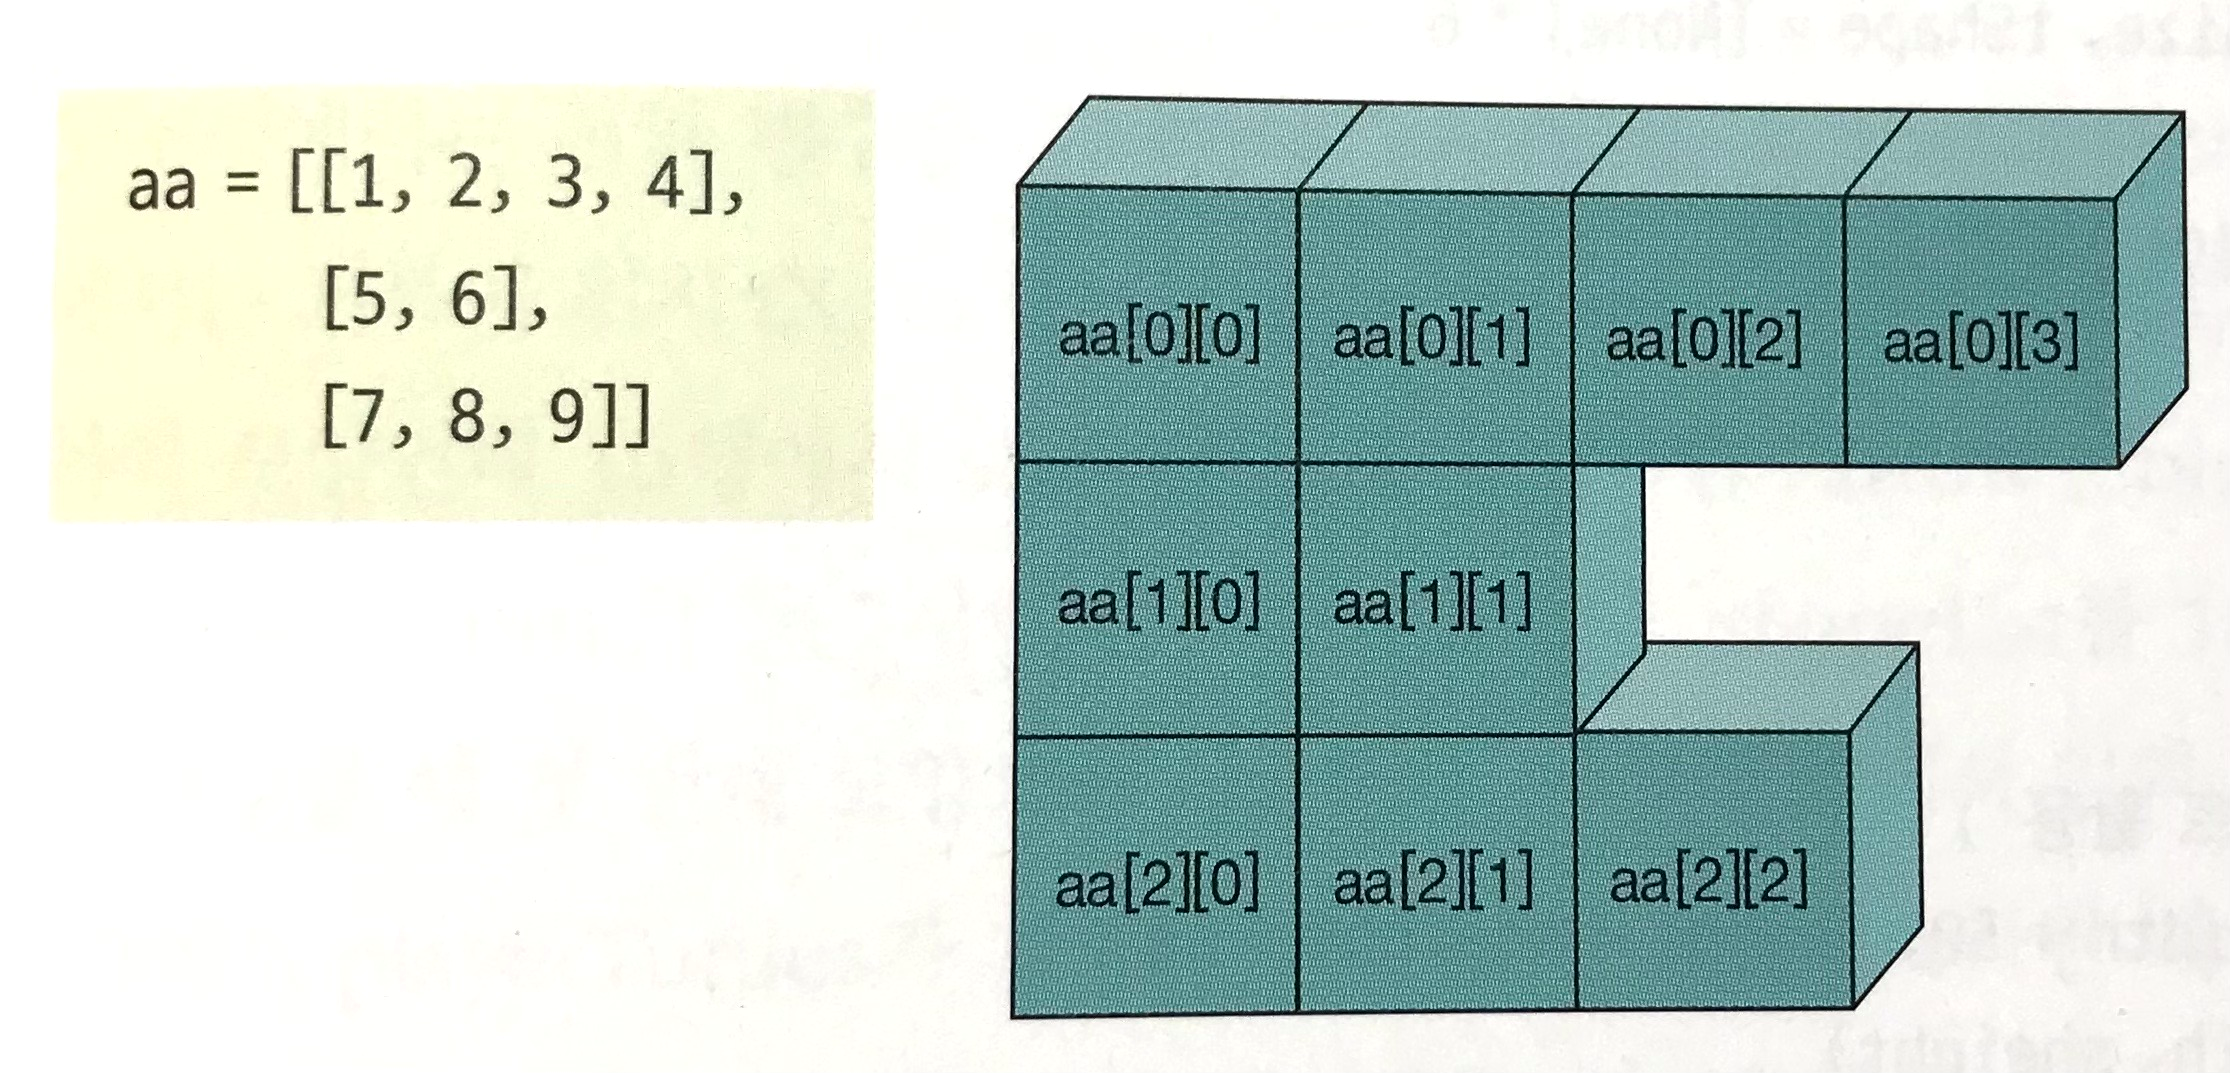 aa = [[1, 2, 3, 4],
[5, 6],
[7, 8, 9]]
aa[0][0] aa[0][1] aa[0][2] aa[0][3]
aa[1][0] aa[1][1]
aa[2][0] aa[2][1] aa[2][2]